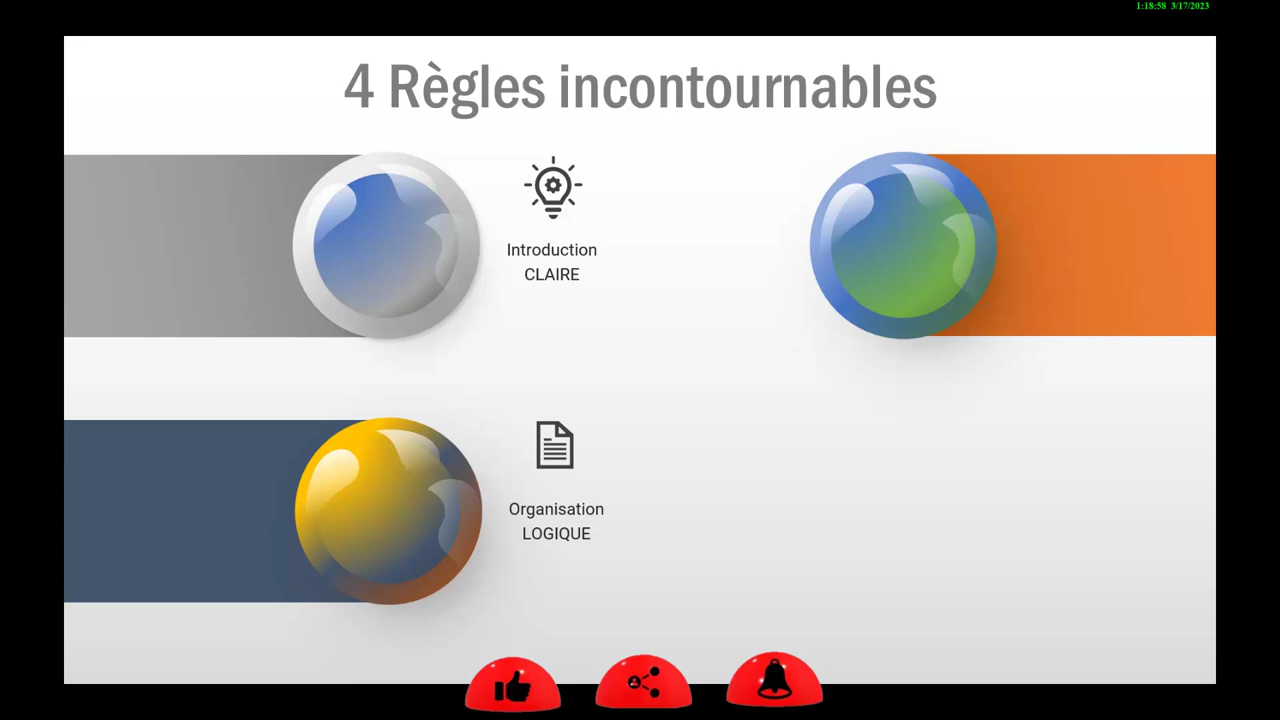 1:18:58 3/17/2023
4 Règles incontournables
Introduction
CLAIRE
Organisation
LOGIQUE